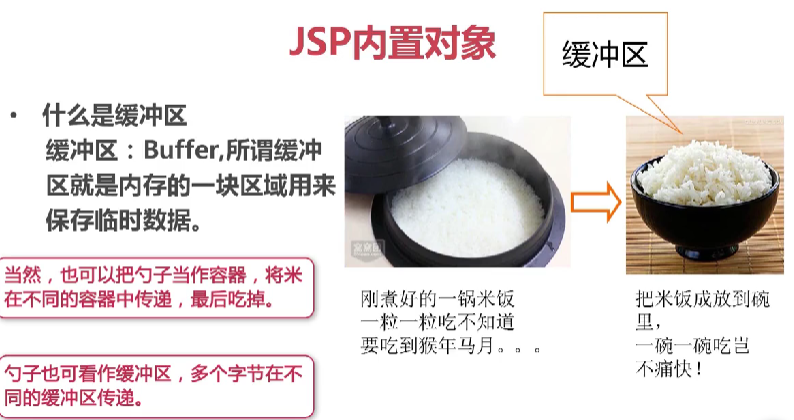 JSP内置对象
缓冲区
• 什么是缓冲区
缓冲区：Buffer,所谓缓冲
区就是内存的一块区域用来
保存临时数据。
当然，也可以把勺子当作容器，将米
在不同的容器中传递，最后吃掉。
勺子也可看作缓冲区，多个字节在不
同的缓冲区传递。
刚煮好的一锅米饭
一粒一粒吃不知道
要吃到猴年马月。。。
把米饭成放到碗
里，
一碗一碗吃岂
不痛快！